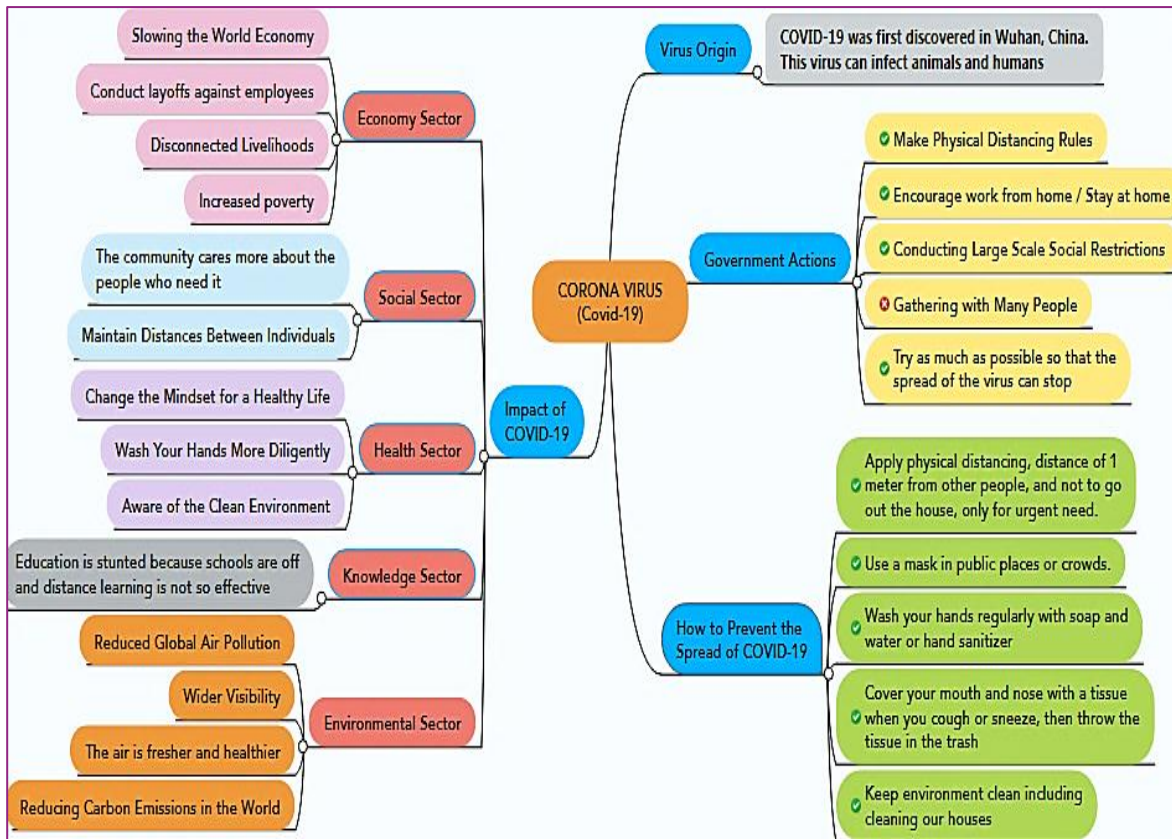 CORONA VIRUS
(Covid-19)
Virus Origin
COVID-19 was first discovered in Wuhan, China.
This virus can infect animals and humans
Government Actions
Make Physical Distancing Rules
Encourage work from home / Stay at home
Conducting Large Scale Social Restrictions
Gathering with Many People
Try as much as possible so that the
spread of the virus can stop
How to Prevent the
Spread of COVID-19
Apply physical distancing, distance of 1
meter from other people, and not to go
out the house, only for urgent need.
Use a mask in public places or crowds.
Wash your hands regularly with soap and
water or hand sanitizer
Cover your mouth and nose with a tissue
when you cough or sneeze, then throw the
tissue in the trash
Keep environment clean including
cleaning our houses
Impact of
COVID-19
Economy Sector
Slowing the World Economy
Conduct layoffs against employees
Disconnected Livelihoods
Increased poverty
Social Sector
The community cares more about the
people who need it
Maintain Distances Between Individuals
Health Sector
Change the Mindset for a Healthy Life
Wash Your Hands More Diligently
Aware of the Clean Environment
Knowledge Sector
Education is stunted because schools are off
and distance learning is not so effective
Environmental Sector
Reduced Global Air Pollution
Wider Visibility
The air is fresher and healthier
Reducing Carbon Emissions in the World